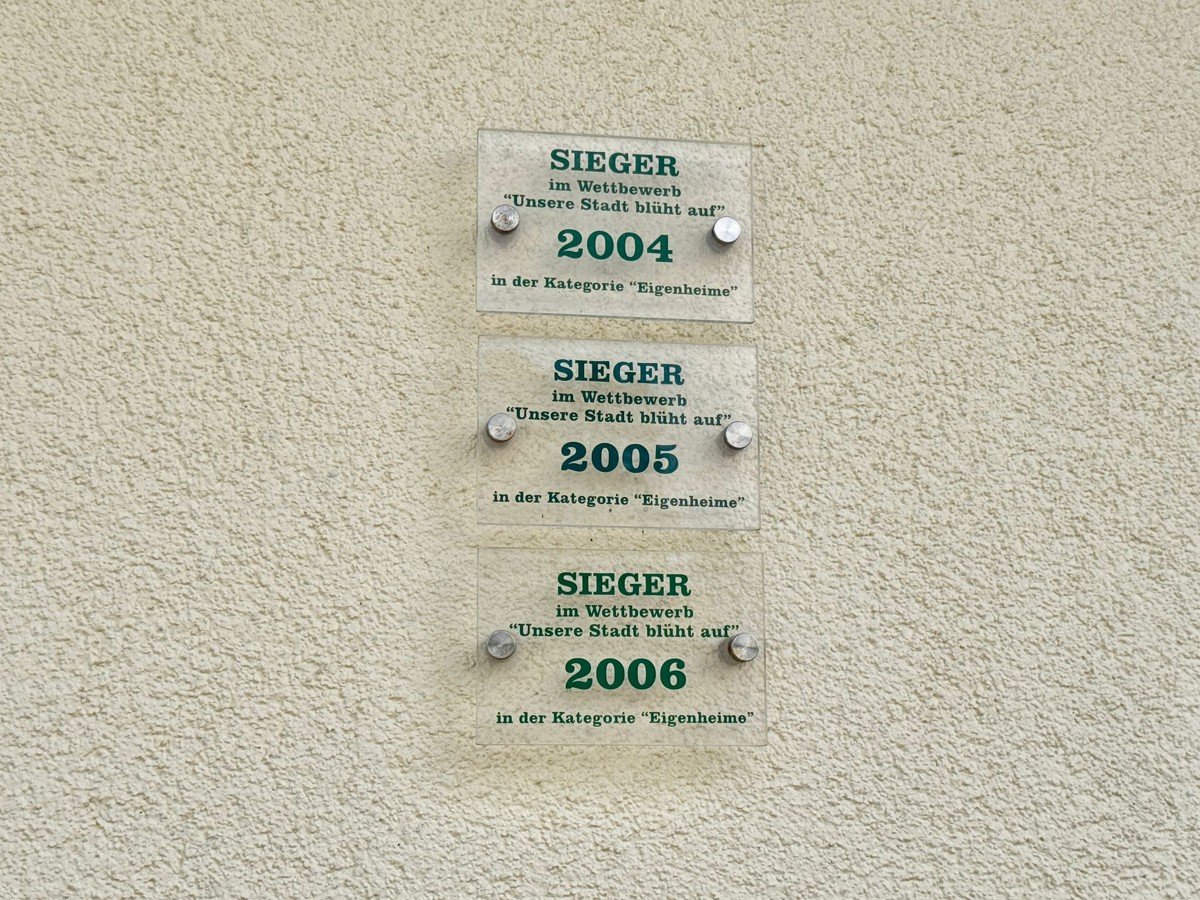 SIEGER
im Wettbewerb
“Unsere Stadt blüht auf”
2004
in der Kategorie “Eigenheime”
SIEGER
im Wettbewerb
“Unsere Stadt blüht auf”
2005
in der Kategorie “Eigenheime”
SIEGER
im Wettbewerb
“Unsere Stadt blüht auf”
2006
in der Kategorie “Eigenheime”